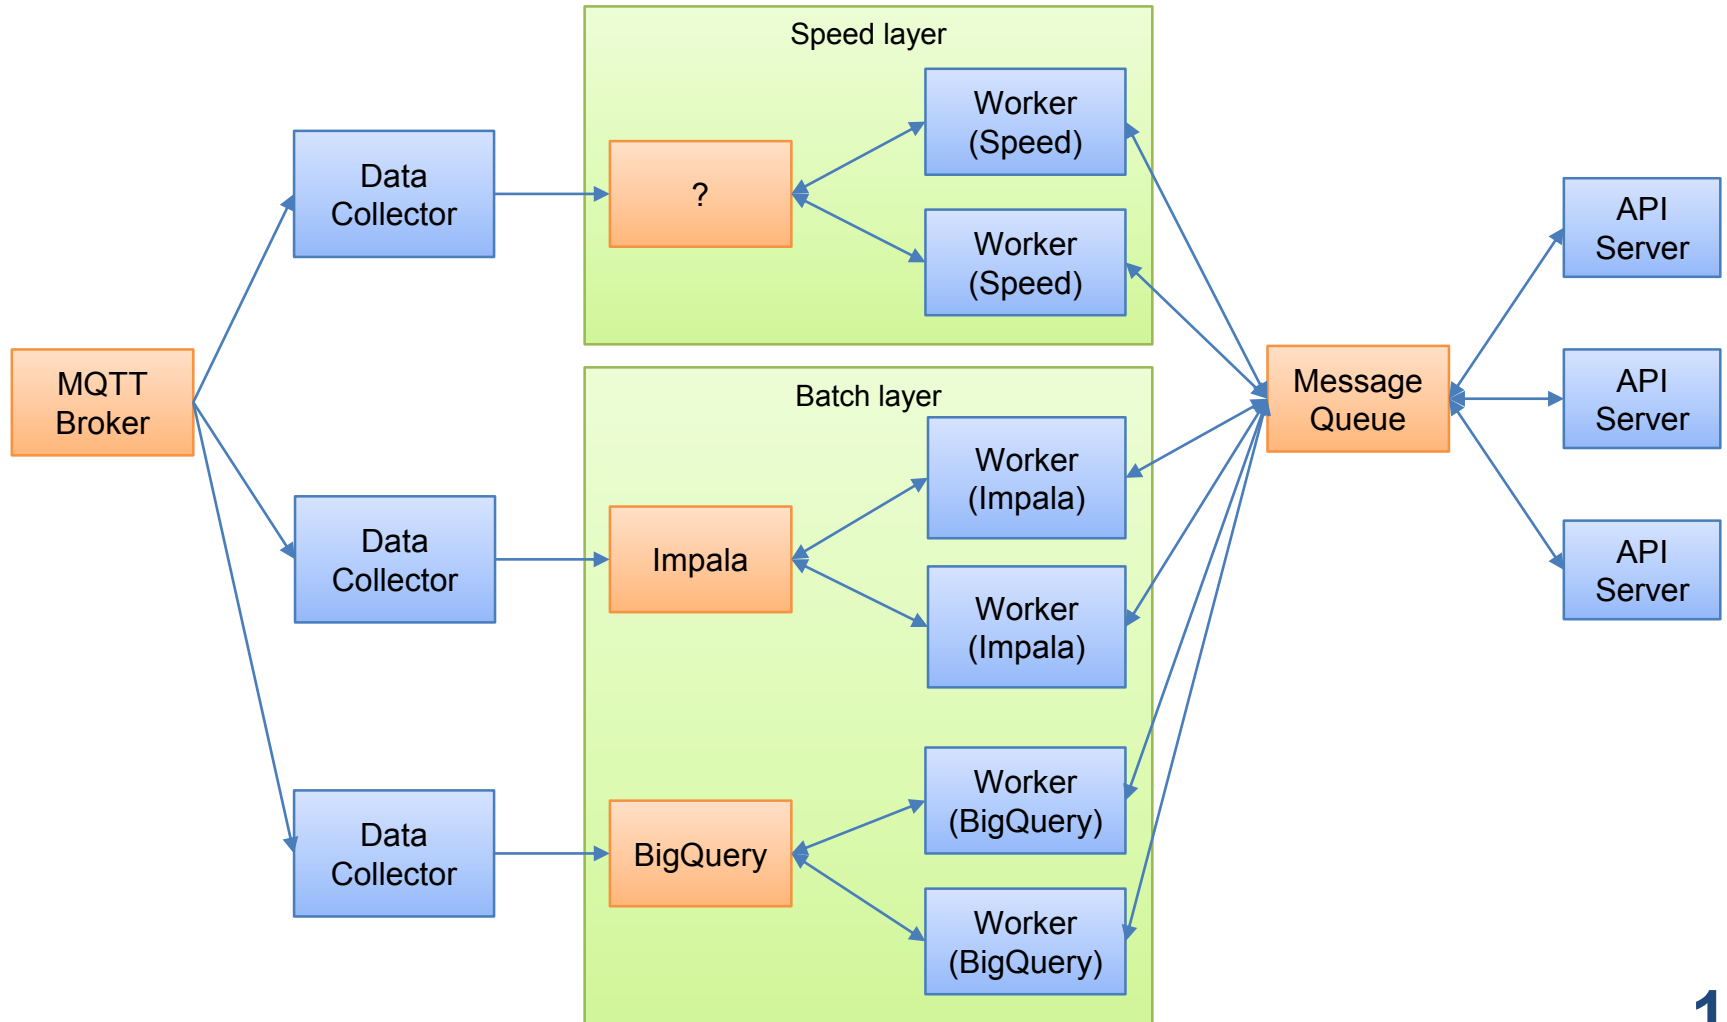 Speed layer
Worker
(Speed)
Data
Collector
?
Worker
(Speed)
API
Server
MQTT
Broker
Batch layer
Worker
(Impala)
Message
Queue
API
Server
Data
Collector
Impala
Worker
(Impala)
API
Server
Worker
(BigQuery)
Data
Collector
BigQuery
Worker
(BigQuery)
1